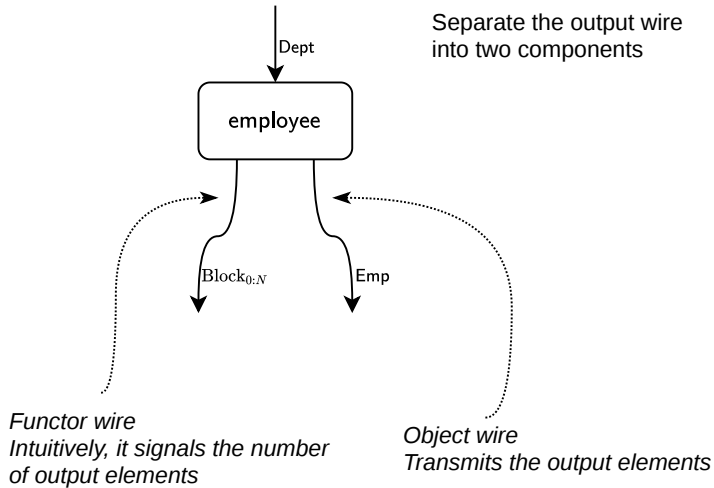 Dept
Separate the output wire
into two components
employee
Block0:N
Emp
Functor wire
Intuitively, it signals the number
of output elements
Object wire
Transmits the output elements